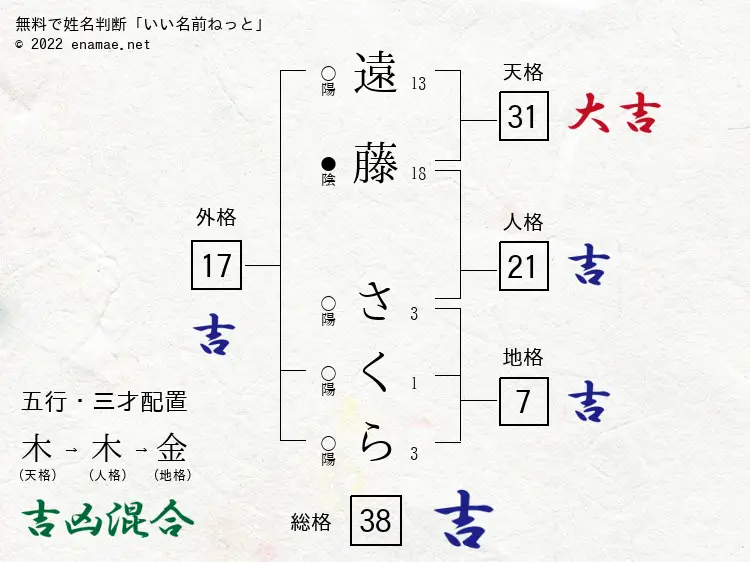 無料で姓名判断「いい名前ねっと」
© 2022 enamae.net
○陽 遠 13
●陰 藤 18
○陽 さ 3
○陽 く 1
○陽 ら 3
天格
31 大吉
人格
21 吉
地格
7 吉
外格
17
吉
五行・三才配置
木→木→金
(天格) (人格) (地格)
吉凶混合
総格 38 吉